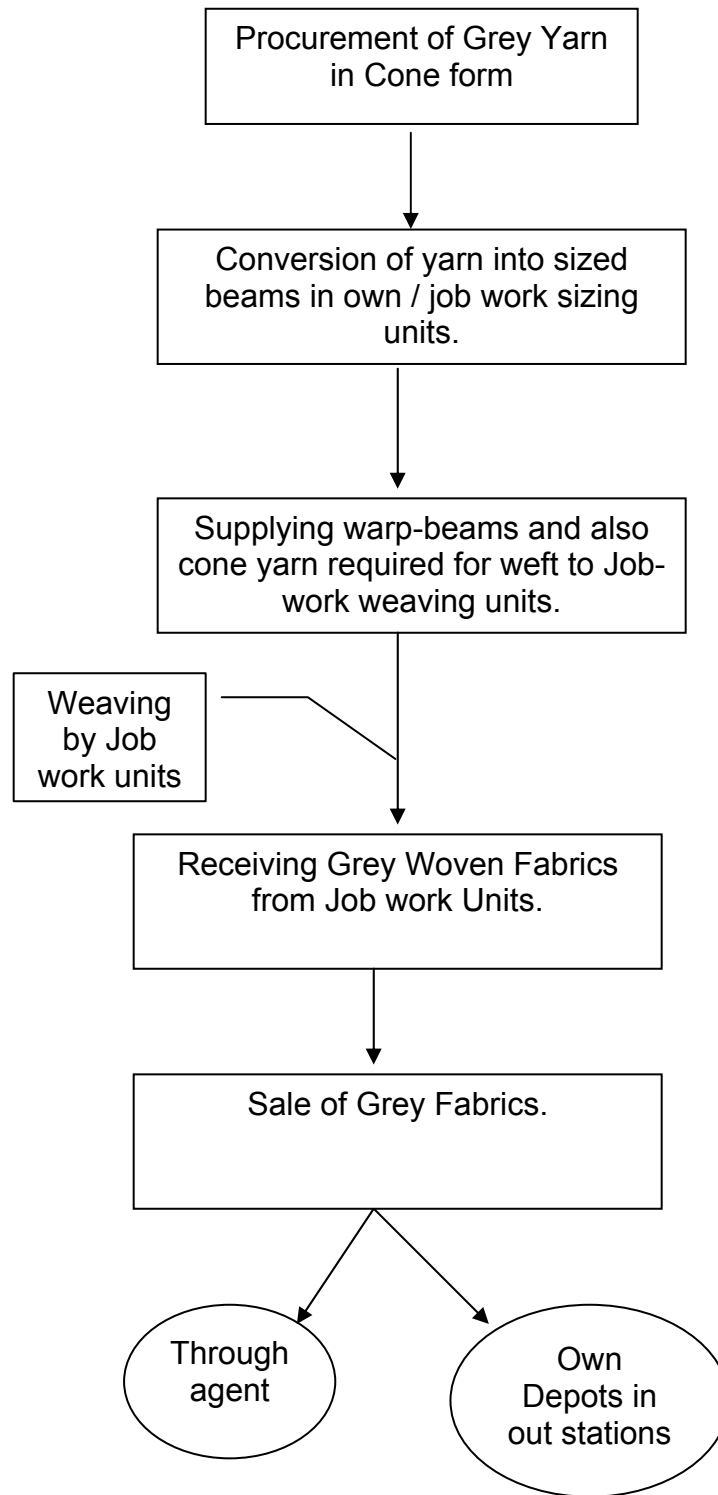 Procurement of Grey Yarn
in Cone form
Conversion of yarn into sized
beams in own / job work sizing
units.
Supplying warp-beams and also
cone yarn required for weft to Job-
work weaving units.
Weaving
by Job
work units
Receiving Grey Woven Fabrics
from Job work Units.
Sale of Grey Fabrics.
Through
agent
Own
Depots in
out stations